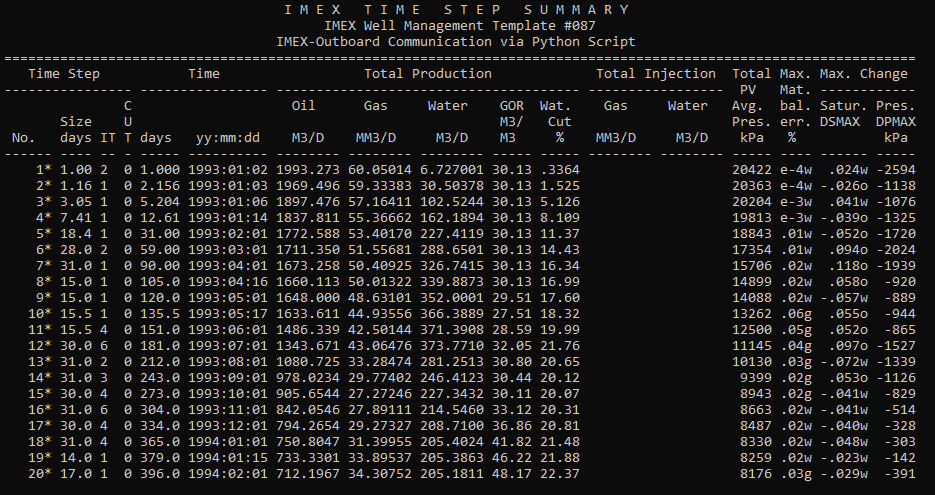 I M E X   T I M E   S T E P   S U M M A R Y
IMEX Well Management Template #087
IMEX-Outboard Communication via Python Script
==================================================================================================================
Time Step Time Total Production Total Injection Total Max. Max. Change
------------------ ------------- ------------------------------------- ----------------- PV Mat. ------------
C Oil Gas Water GOR Wat. Gas Water Avg. bal. Satur. Pres.
Size U M3/ Cut Pres. err. DSMAX DPMAX
No. days IT T days yy:mm:dd M3/D MM3/D M3/D M3 % MM3/D M3/D kPa % kPa
------ ---- -- - ----- ---------- -------- -------- -------- ----- ----- -------- -------- ----- ---- ------ -----
1* 1.00 2 0 1.000 1993:01:02 1993.273 60.05014 6.727001 30.13 .3364 20422 e-4w .024w -2594
2* 1.16 1 0 2.156 1993:01:03 1969.496 59.33383 30.50378 30.13 1.525 20363 e-4w -.026o -1138
3* 3.05 1 0 5.204 1993:01:06 1897.476 57.16411 102.5244 30.13 5.126 20204 e-3w .041w -1076
4* 7.41 1 0 12.61 1993:01:14 1837.811 55.36662 162.1894 30.13 8.109 19813 e-3w -.039o -1325
5* 18.4 1 0 31.00 1993:02:01 1772.588 53.40170 227.4119 30.13 11.37 18843 .01w -.052o -1720
6* 28.0 2 0 59.00 1993:03:01 1711.350 51.55681 288.6501 30.13 14.43 17354 .01w .094o -2024
7* 31.0 1 0 90.00 1993:04:01 1673.258 50.40925 326.7415 30.13 16.34 15706 .02w .118o -1939
8* 15.0 1 0 105.0 1993:04:16 1660.113 50.01322 339.8873 30.13 16.99 14899 .02w .058o -920
9* 15.0 1 0 120.0 1993:05:01 1648.000 48.63101 352.0001 29.51 17.60 14088 .02w -.057w -889
10* 15.5 1 0 135.5 1993:05:17 1633.611 44.93556 366.3889 27.51 18.32 13262 .06g .055o -944
11* 15.5 4 0 151.0 1993:06:01 1486.339 42.50144 371.3908 28.59 19.99 12500 .05g .052o -865
12* 30.0 6 0 181.0 1993:07:01 1343.671 43.06476 373.7710 32.05 21.76 11145 .04g .097o -1527
13* 31.0 2 0 212.0 1993:08:01 1080.725 33.28474 281.2513 30.80 20.65 10130 .03g -.072w -1339
14* 31.0 3 0 243.0 1993:09:01 978.0234 29.77402 246.4123 30.44 20.12 9399 .02g .053o -1126
15* 30.0 4 0 273.0 1993:10:01 905.6544 27.27246 227.3432 30.11 20.07 8943 .02g -.041w -829
16* 31.0 6 0 304.0 1993:11:01 842.0546 27.89111 214.5460 33.12 20.31 8663 .02w -.041w -514
17* 30.0 4 0 334.0 1993:12:01 794.2654 29.27327 208.7100 36.86 20.81 8487 .02w -.040w -328
18* 31.0 4 0 365.0 1994:01:01 750.8047 31.39955 205.4024 41.82 21.48 8330 .02w -.048w -303
19* 14.0 1 0 379.0 1994:01:15 733.3301 33.89537 205.3863 46.22 21.88 8259 .02w -.023w -142
20* 17.0 1 0 396.0 1994:02:01 712.1967 34.30752 205.1811 48.17 22.37 8176 .03g -.029w -391